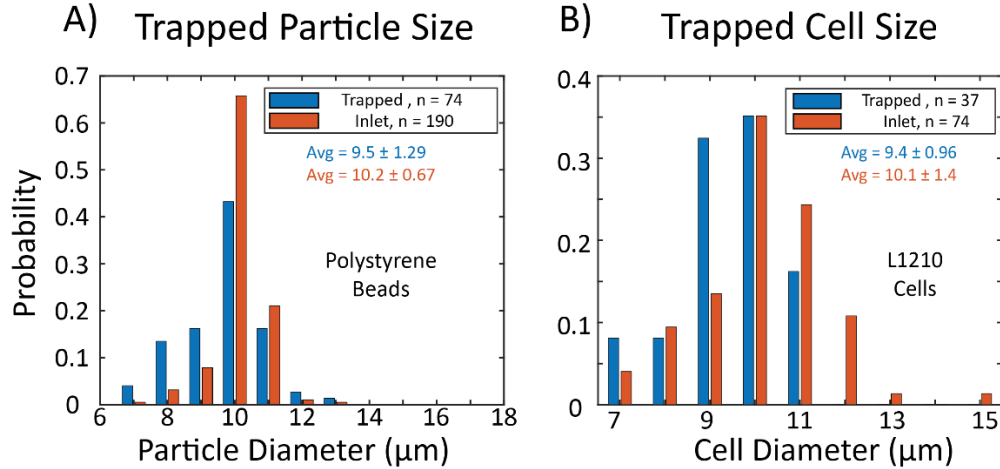 A) Trapped Particle Size
0.7
0.6
0.5
0.4
0.3
0.2
0.1
0
Probability
Trapped , n = 74
Inlet, n = 190
Avg = 9.5 ± 1.29
Avg = 10.2 ± 0.67
Polystyrene
Beads
6 8 10 12 14 16 18
Particle Diameter (µm)
B) Trapped Cell Size
0.4
0.3
0.2
0.1
0
Trapped , n = 37
Inlet, n = 74
Avg = 9.4 ± 0.96
Avg = 10.1 ± 1.4
L1210
Cells
7 9 11 13 15
Cell Diameter (µm)